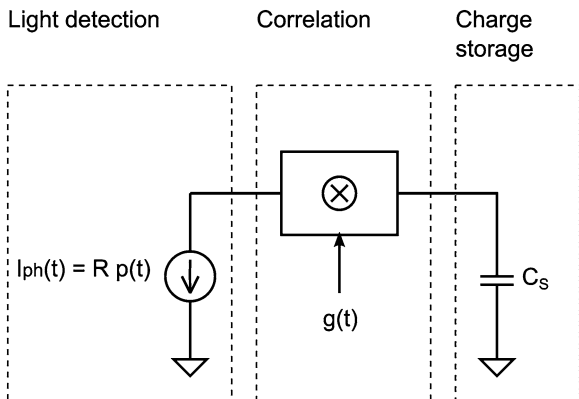 Light detection
Correlation
Charge
storage
Iph(t) = R p(t)
g(t)
CS